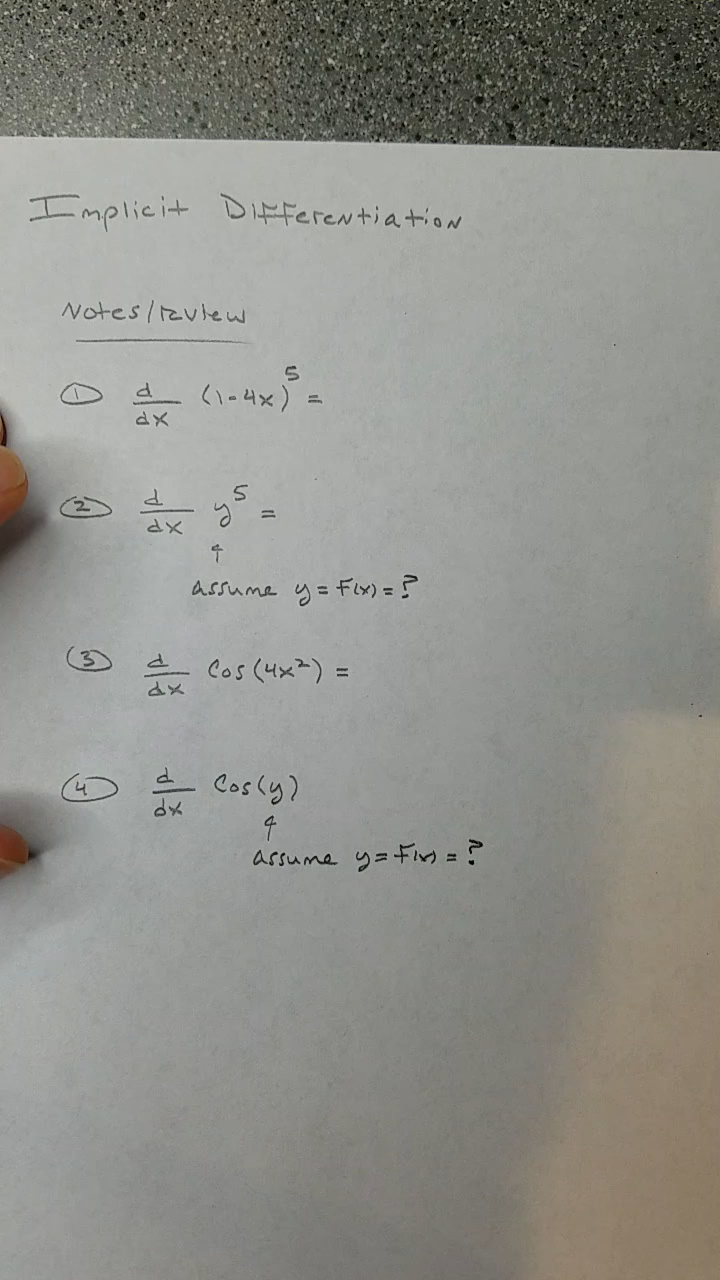 Implicit Differentiation
Notes/review
① d/dx (1-4x)⁵ =
② d/dx y⁵ =
↑
assume y = F(x) = ?
③ d/dx Cos(4x²) =
④ d/dx Cos(y)
↑
assume y = F(x) = ?